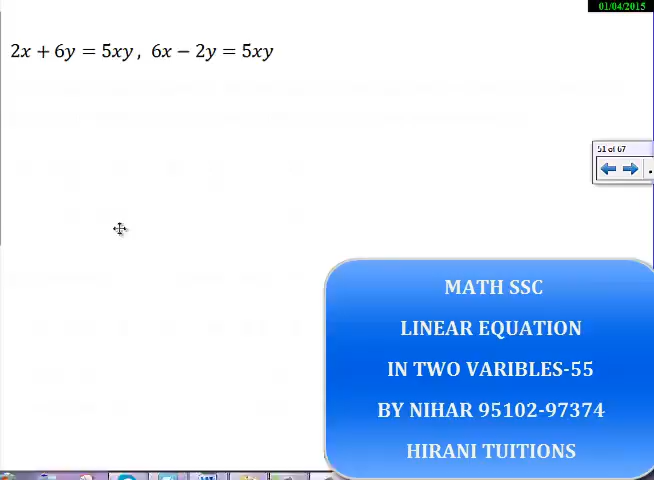 01/04/2015
2x + 6y = 5xy , 6x − 2y = 5xy
51 of 67
MATH SSC
LINEAR EQUATION
IN TWO VARIBLES-55
BY NIHAR 95102-97374
HIRANI TUITIONS